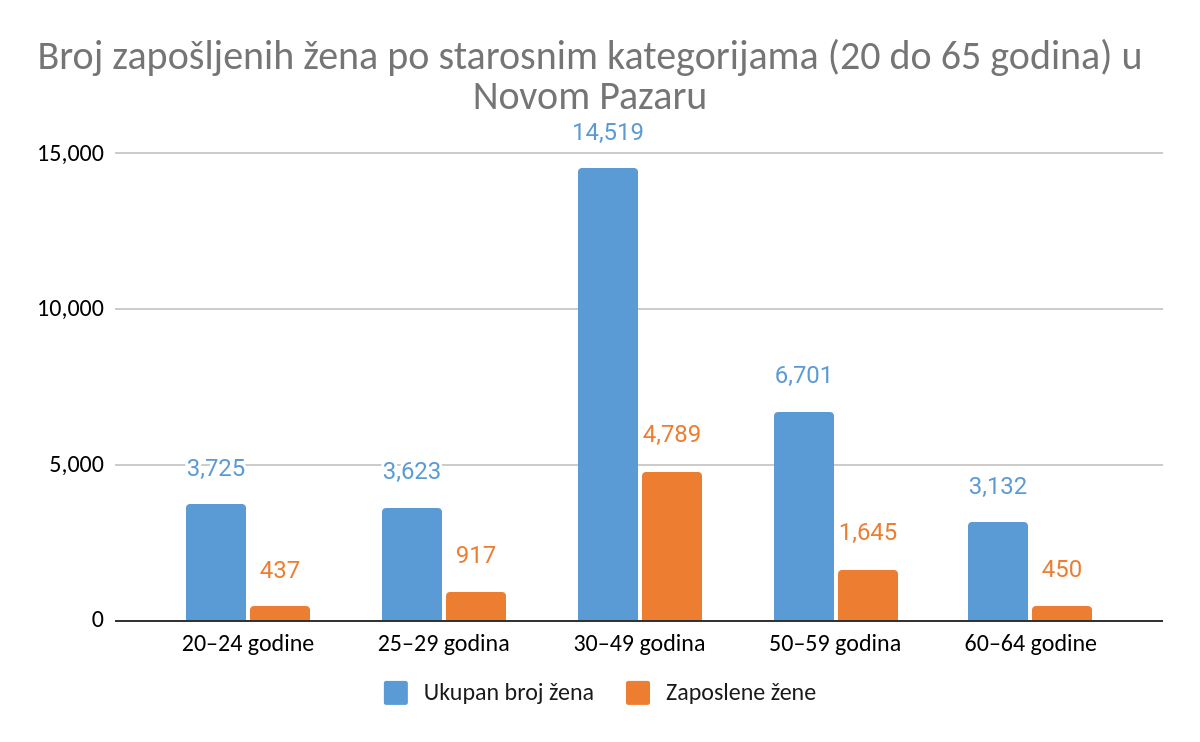 Broj zapošljenih žena po starosnim kategorijama (20 do 65 godina) u
Novom Pazaru
14,519
15,000
10,000
6,701
4,789
5,000
3,725
3,623
3,132
1,645
917
437
450
0
20–24 godine
25–29 godina
30–49 godina
50–59 godina
60–64 godine
Ukupan broj žena
Zaposlene žene